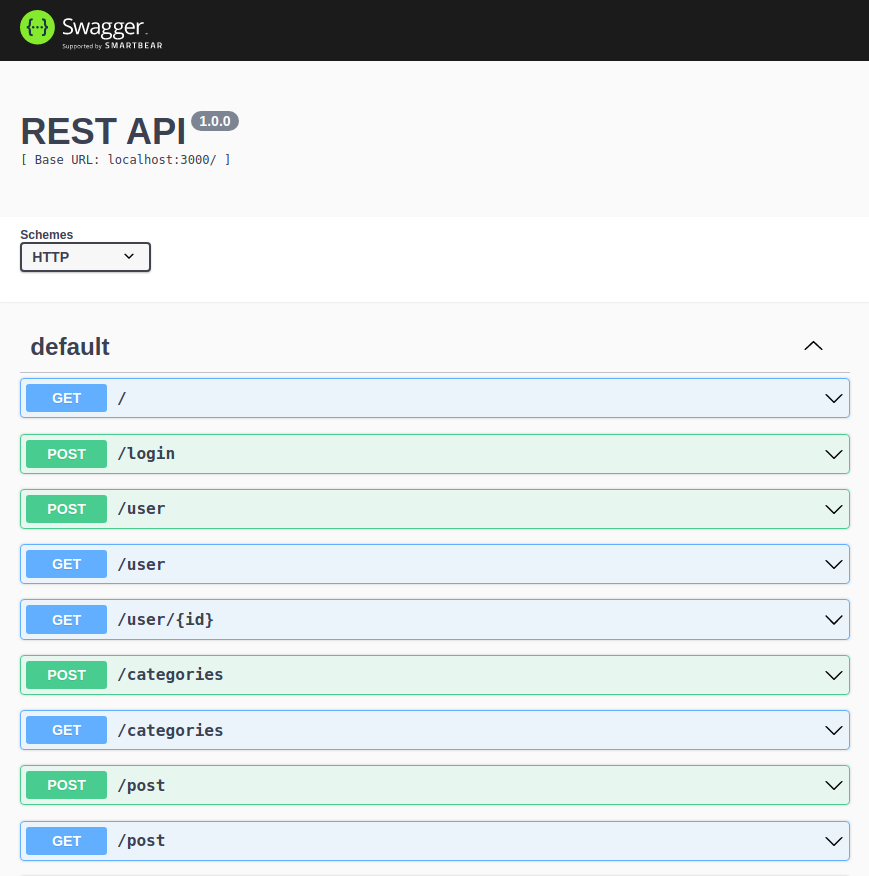 {···} Swagger.
Supported by SMARTBEAR
REST API 1.0.0
[ Base URL: localhost:3000/ ]
Schemes
HTTP
default
GET /
POST /login
POST /user
GET /user
GET /user/{id}
POST /categories
GET /categories
POST /post
GET /post